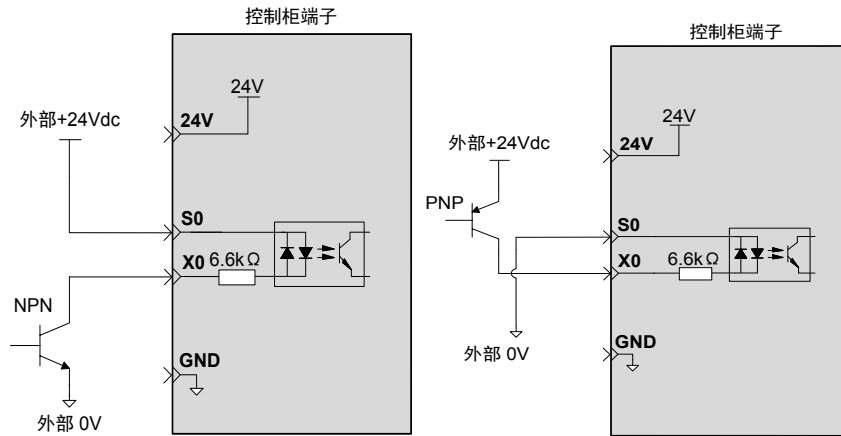 控制柜端子
24V
24V
外部+24Vdc
S0
X0
6.6kΩ
NPN
GND
外部 0V
控制柜端子
24V
24V
外部+24Vdc
PNP
S0
X0
6.6kΩ
外部 0V
GND